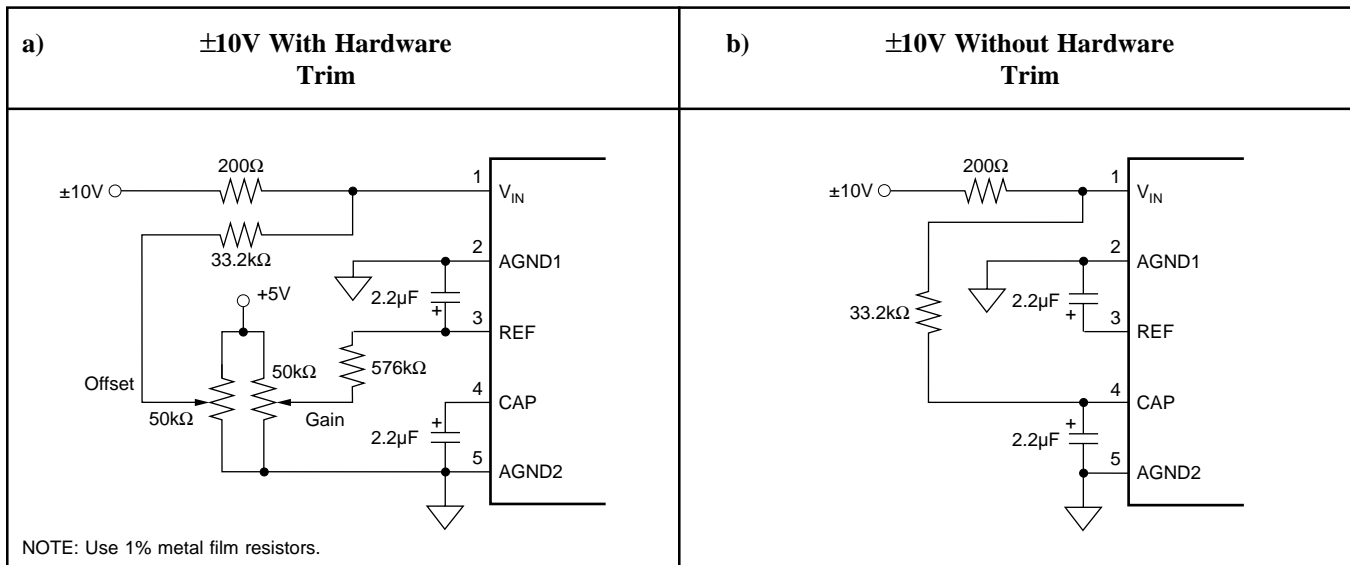 a)
±10V With Hardware
Trim
b)
±10V Without Hardware
Trim
200Ω
±10V
33.2kΩ
+5V
Offset
50kΩ
50kΩ
Gain
576kΩ
2.2µF
+
2.2µF
+
1
V_IN
2
AGND1
3
REF
4
CAP
5
AGND2
NOTE: Use 1% metal film resistors.
200Ω
±10V
33.2kΩ
2.2µF
+
2.2µF
+
1
V_IN
2
AGND1
3
REF
4
CAP
5
AGND2